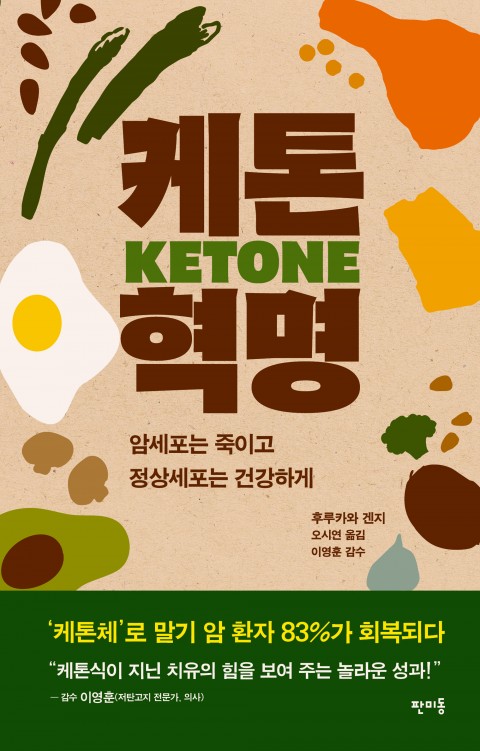 케톤
KETONE
혁명
암세포는 죽이고
정상세포는 건강하게
후루카와 겐지
오시연 옮김
이영훈 감수
‘케톤체’로 말기 암 환자 83%가 회복되다
“케톤식이 지닌 치유의 힘을 보여 주는 놀라운 성과!”
― 감수 이영훈(저탄고지 전문가, 의사)
판미동